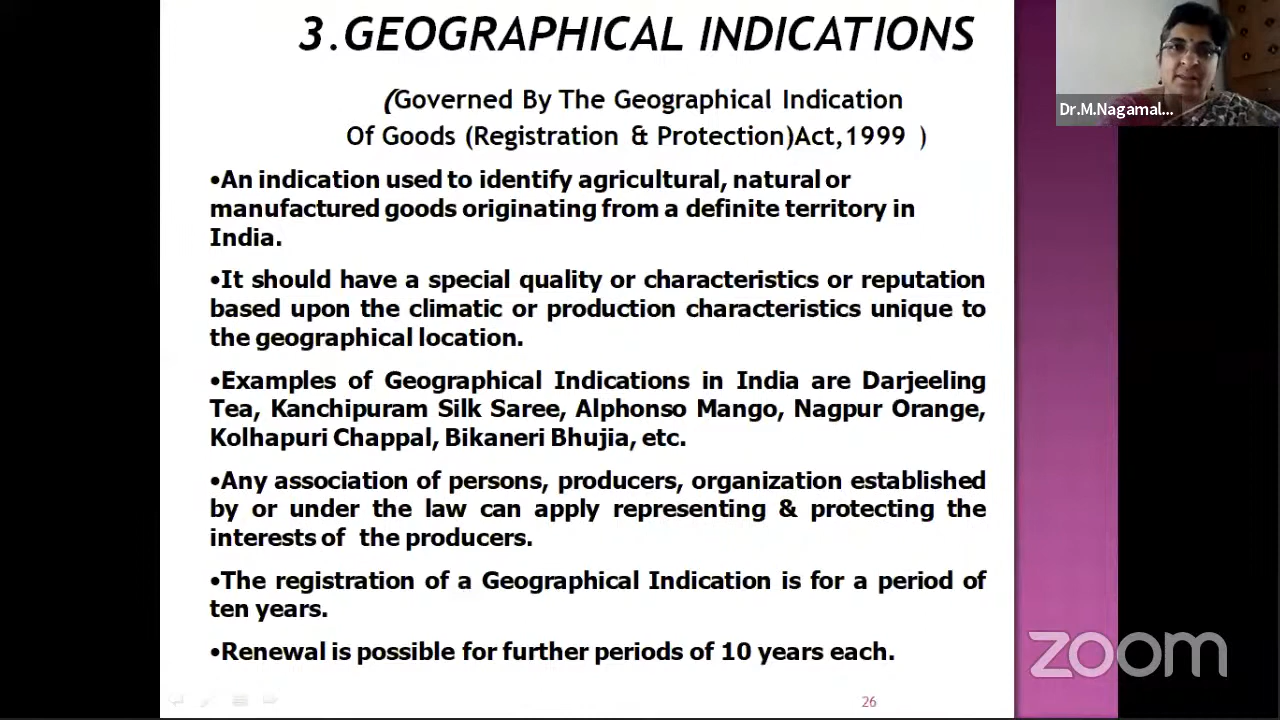 3.GEOGRAPHICAL INDICATIONS
(Governed By The Geographical Indication
Of Goods (Registration & Protection)Act,1999 )
•An indication used to identify agricultural, natural or
manufactured goods originating from a definite territory in
India.
•It should have a special quality or characteristics or reputation
based upon the climatic or production characteristics unique to
the geographical location.
•Examples of Geographical Indications in India are Darjeeling
Tea, Kanchipuram Silk Saree, Alphonso Mango, Nagpur Orange,
Kolhapuri Chappal, Bikaneri Bhujia, etc.
•Any association of persons, producers, organization established
by or under the law can apply representing & protecting the
interests of the producers.
•The registration of a Geographical Indication is for a period of
ten years.
•Renewal is possible for further periods of 10 years each.
26
Dr.M.Nagamal...
zoom